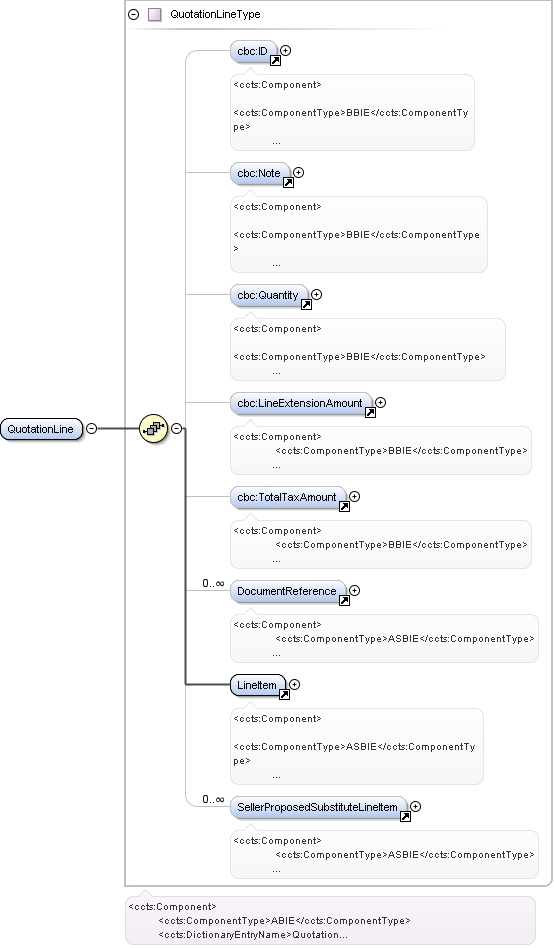 QuotationLineType
cbc:ID
<ccts:Component>
<ccts:ComponentType>BBIE</ccts:ComponentTy
pe>
...
cbc:Note
<ccts:Component>
<ccts:ComponentType>BBIE</ccts:ComponentType
>
...
cbc:Quantity
<ccts:Component>
<ccts:ComponentType>BBIE</ccts:ComponentType>
...
cbc:LineExtensionAmount
<ccts:Component>
<ccts:ComponentType>BBIE</ccts:ComponentType>
...
QuotationLine
cbc:TotalTaxAmount
<ccts:Component>
<ccts:ComponentType>BBIE</ccts:ComponentType>
...
0..∞
DocumentReference
<ccts:Component>
<ccts:ComponentType>ASBIE</ccts:ComponentType>
...
LineItem
<ccts:Component>
<ccts:ComponentType>ASBIE</ccts:ComponentTy
pe>
...
0..∞
SellerProposedSubstituteLineItem
<ccts:Component>
<ccts:ComponentType>ASBIE</ccts:ComponentType>
...
<ccts:Component>
<ccts:ComponentType>ABIE</ccts:ComponentType>
<ccts:DictionaryEntryName>Quotation...